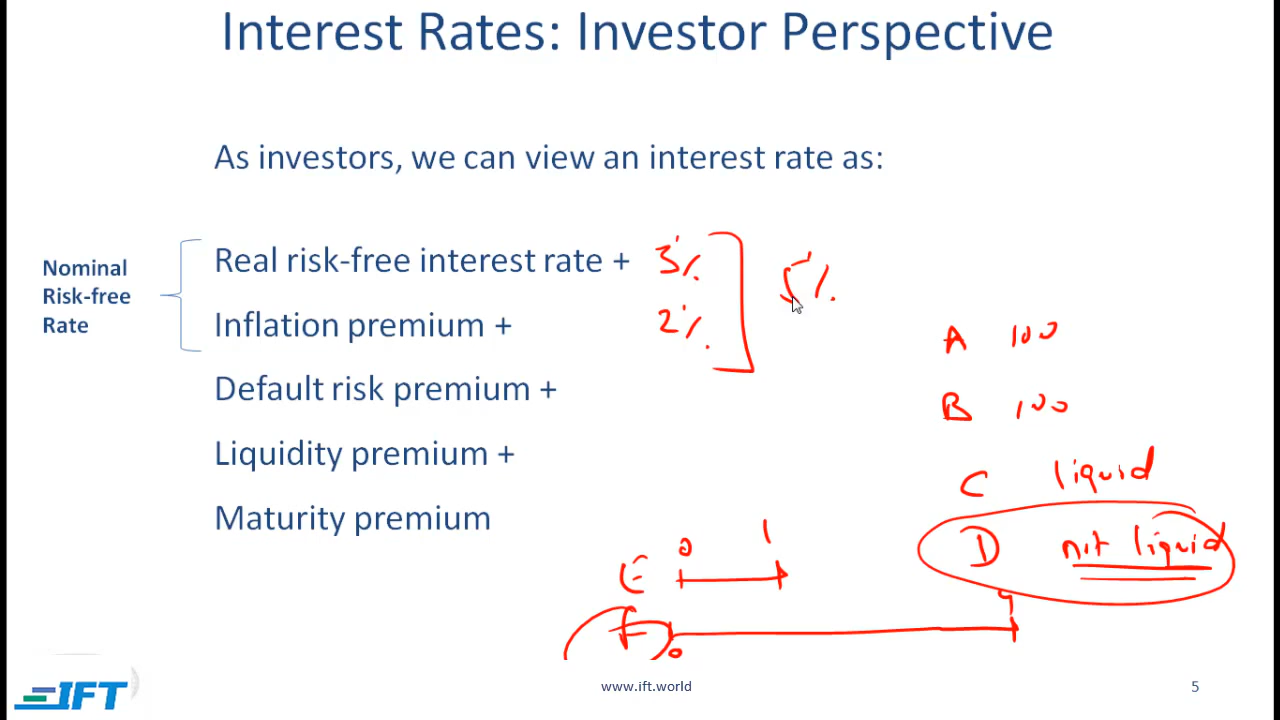 Interest Rates: Investor Perspective
As investors, we can view an interest rate as:
Nominal
Risk-free
Rate
Real risk-free interest rate + 3%
Inflation premium + 2%
5%
Default risk premium +
Liquidity premium +
Maturity premium
A 100
B 100
C liquid
D not liquid
E 0 1
F 0
IFT
www.ift.world
5